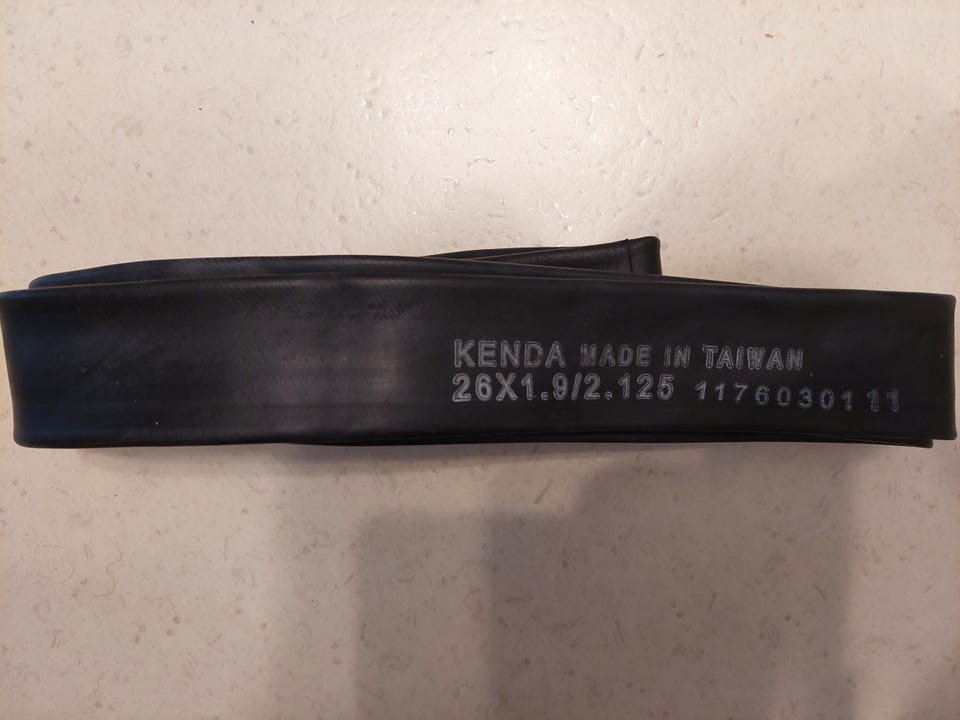 KENDA MADE IN TAIWAN
26X1.9/2.125 1176030111